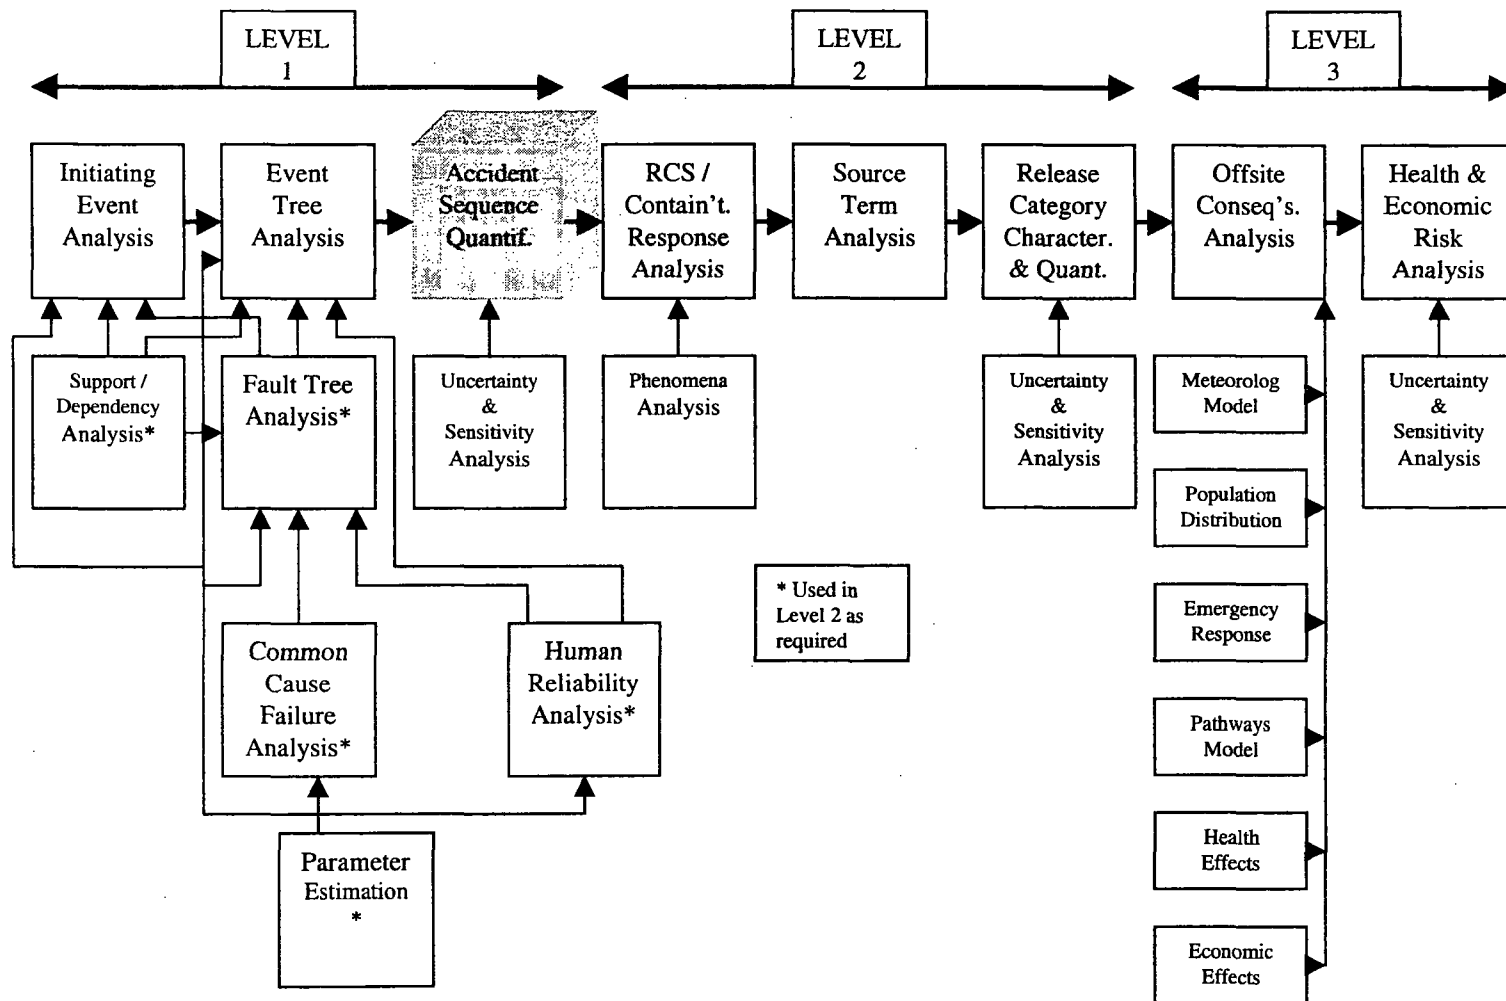 LEVEL
1
LEVEL
2
LEVEL
3
Initiating
Event
Analysis
Event
Tree
Analysis
Accident
Sequence
Quantif.
RCS /
Contain't.
Response
Analysis
Source
Term
Analysis
Release
Category
Character.
& Quant.
Offsite
Conseq's.
Analysis
Health &
Economic
Risk
Analysis
Support /
Dependency
Analysis*
Fault Tree
Analysis*
Uncertainty
&
Sensitivity
Analysis
Phenomena
Analysis
Uncertainty
&
Sensitivity
Analysis
Meteorolog
Model
Uncertainty
&
Sensitivity
Analysis
Population
Distribution
* Used in
Level 2 as
required
Emergency
Response
Common
Cause
Failure
Analysis*
Human
Reliability
Analysis*
Pathways
Model
Parameter
Estimation
*
Health
Effects
Economic
Effects